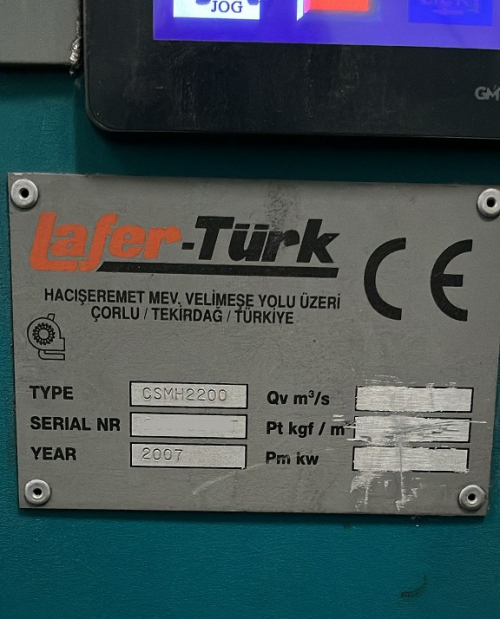 JOG
GM
Lafer-Türk
CE
HACIŞEREMET MEV. VELİMEŞE YOLU ÜZERİ
ÇORLU / TEKİRDAĞ / TÜRKİYE
TYPE CSMH2200 Qv m³/s
SERIAL NR Pt kgf / m
YEAR 2007 Pm kw